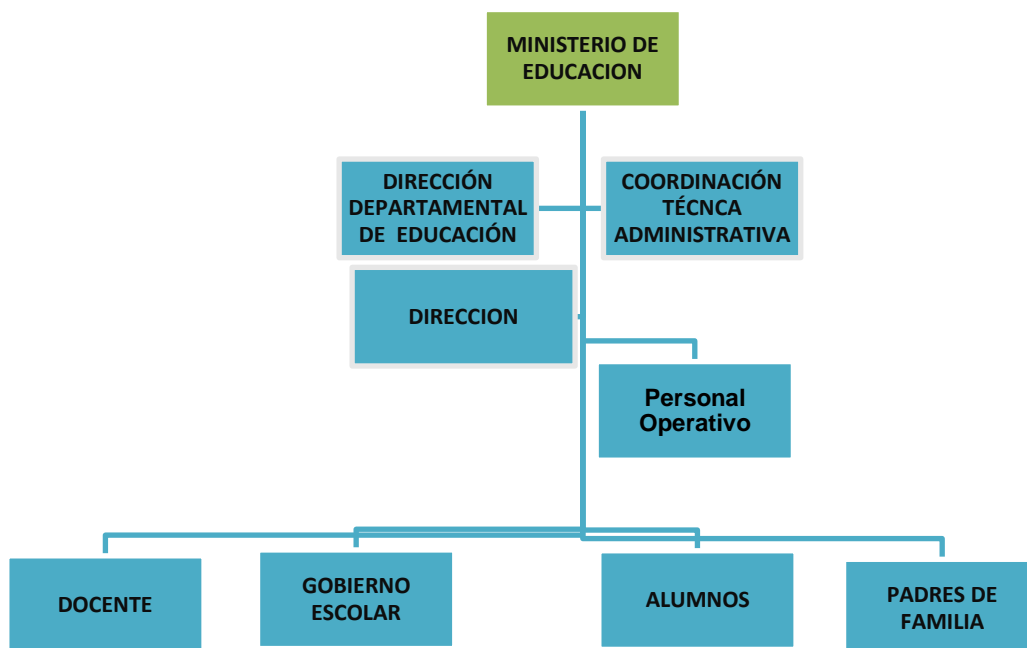 MINISTERIO DE
EDUCACION
DIRECCIÓN
DEPARTAMENTAL
DE EDUCACIÓN
COORDINACIÓN
TÉCNCA
ADMINISTRATIVA
DIRECCION
Personal
Operativo
DOCENTE
GOBIERNO
ESCOLAR
ALUMNOS
PADRES DE
FAMILIA